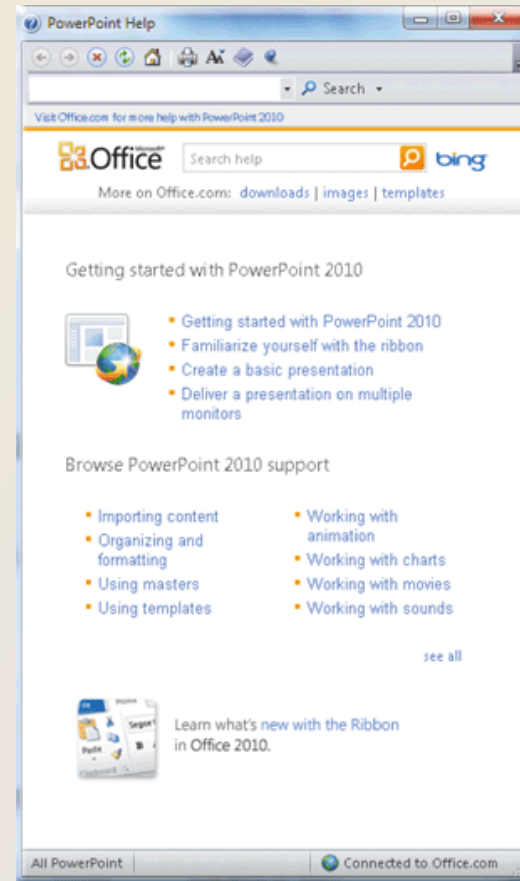 PowerPoint Help
Search
Visit Office.com for more help with PowerPoint 2010
Microsoft Office Search help bing
More on Office.com: downloads | images | templates
Getting started with PowerPoint 2010
Getting started with PowerPoint 2010
Familiarize yourself with the ribbon
Create a basic presentation
Deliver a presentation on multiple
monitors
Browse PowerPoint 2010 support
Importing content
Organizing and
formatting
Using masters
Using templates
Working with
animation
Working with charts
Working with movies
Working with sounds
see all
Paste
Learn what's new with the Ribbon
in Office 2010.
All PowerPoint Connected to Office.com